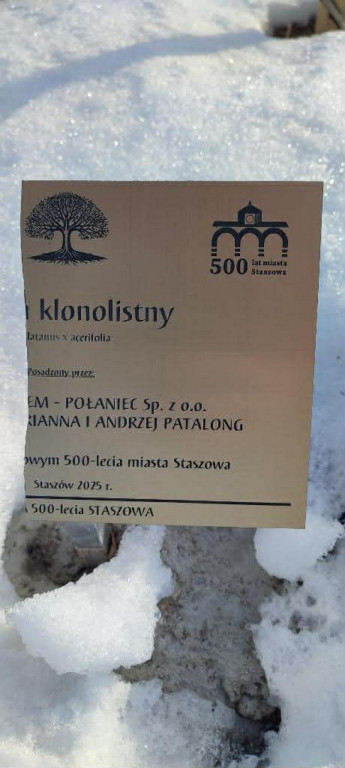 500 lat miasta
Staszowa
klonolistny
latanus x acerifolia
Posadzony przez:
EM - POŁANIEC Sp. z o.o.
RIANNA I ANDRZEJ PATALONG
owym 500-lecia miasta Staszowa
Staszów 2025 r.
500-lecia STASZOWA